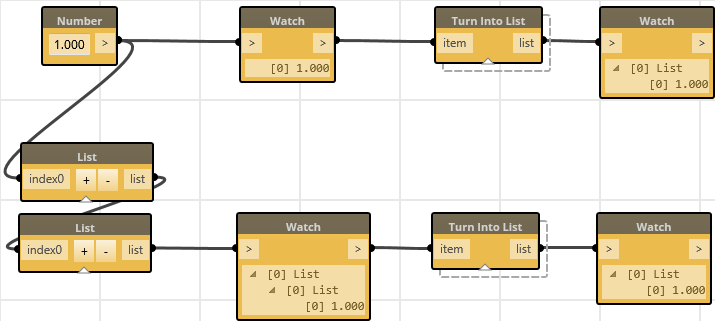 Number
1.000 >
Watch
> >
[0] 1.000
Turn Into List
item list
Watch
> >
[0] List
[0] 1.000
List
index0 + - list
List
index0 + - list
Watch
> >
[0] List
[0] List
[0] 1.000
Turn Into List
item list
Watch
> >
[0] List
[0] 1.000